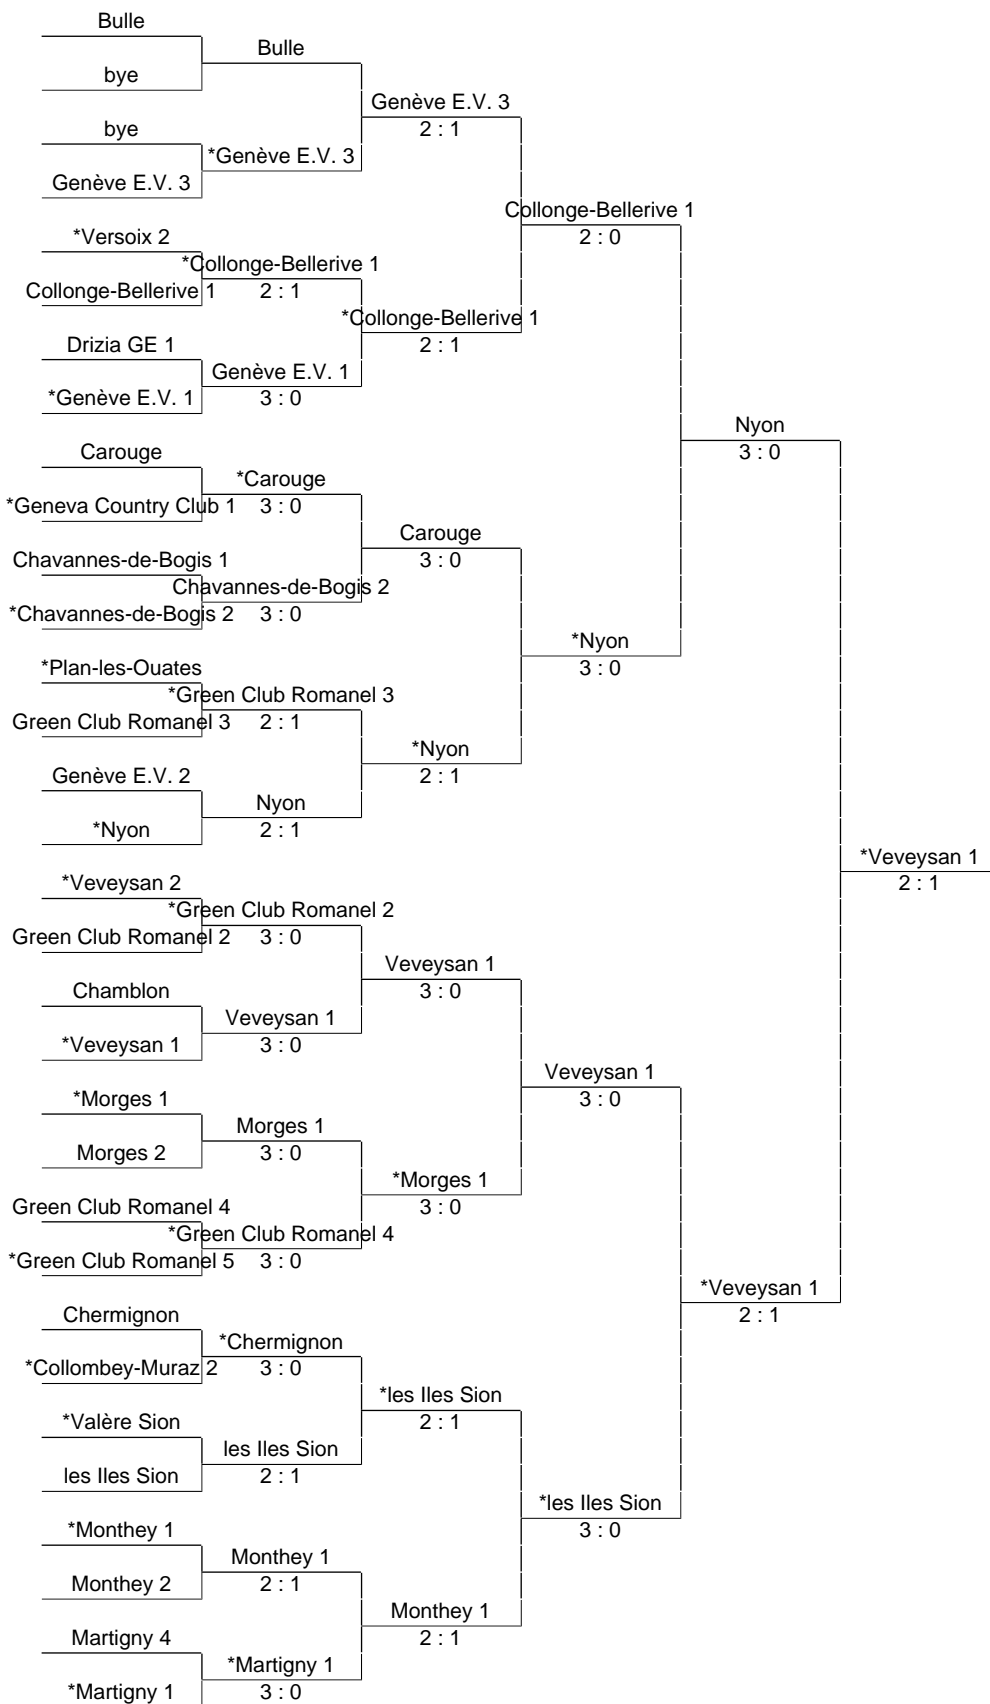 Bulle
Bulle
bye
Genève E.V. 3
2 : 1
bye
*Genève E.V. 3
Genève E.V. 3
Collonge-Bellerive 1
2 : 0
*Versoix 2
*Collonge-Bellerive 1
Collonge-Bellerive 1
2 : 1
*Collonge-Bellerive 1
2 : 1
Drizia GE 1
Genève E.V. 1
*Genève E.V. 1
3 : 0
Nyon
3 : 0
Carouge
*Carouge
*Geneva Country Club 1
3 : 0
Carouge
3 : 0
Chavannes-de-Bogis 1
Chavannes-de-Bogis 2
*Chavannes-de-Bogis 2
3 : 0
*Nyon
3 : 0
*Plan-les-Ouates
*Green Club Romanel 3
Green Club Romanel 3
2 : 1
*Nyon
2 : 1
Genève E.V. 2
Nyon
*Nyon
2 : 1
*Veveysan 1
2 : 1
*Veveysan 2
*Green Club Romanel 2
Green Club Romanel 2
3 : 0
Veveysan 1
3 : 0
Chamblon
Veveysan 1
*Veveysan 1
3 : 0
Veveysan 1
3 : 0
*Morges 1
Morges 1
Morges 2
3 : 0
*Morges 1
3 : 0
Green Club Romanel 4
*Green Club Romanel 4
*Green Club Romanel 5
3 : 0
*Veveysan 1
2 : 1
Chermignon
*Chermignon
*Collombey-Muraz 2
3 : 0
*les Iles Sion
2 : 1
*Valère Sion
les Iles Sion
les Iles Sion
2 : 1
*les Iles Sion
3 : 0
*Monthey 1
Monthey 1
Monthey 2
2 : 1
Monthey 1
2 : 1
Martigny 4
*Martigny 1
*Martigny 1
3 : 0